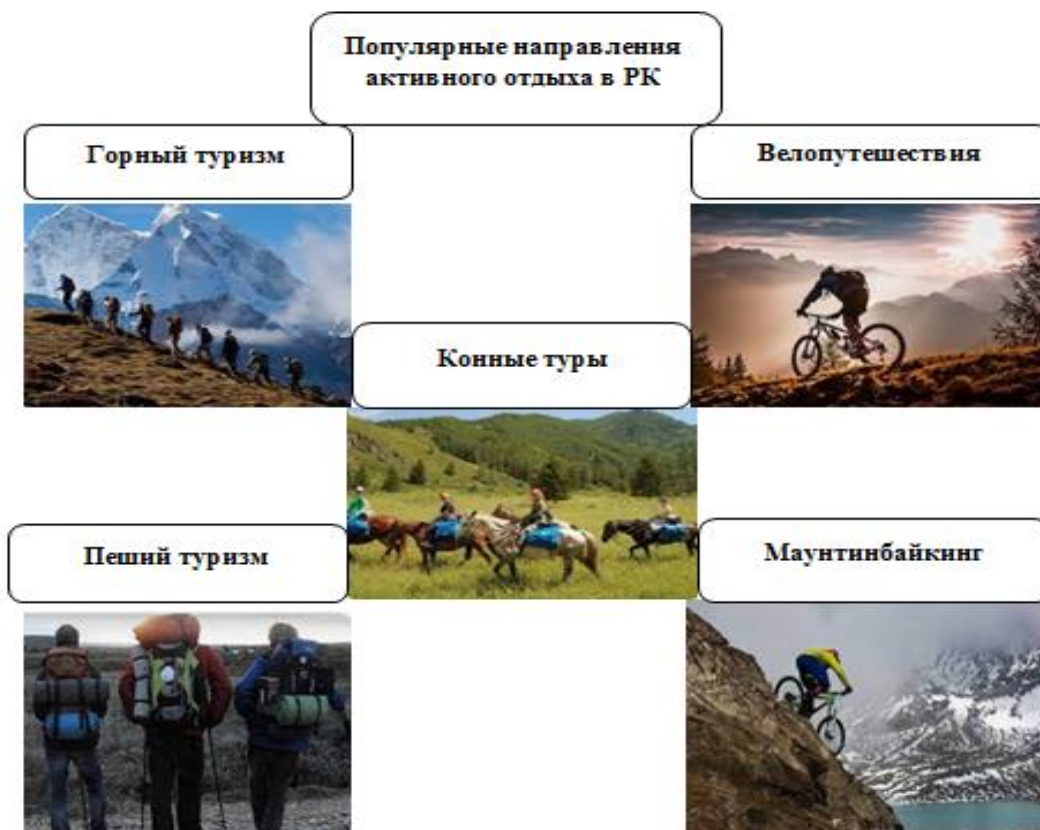 Популярные направления
активного отдыха в РК
Горный туризм
Велопутешествия
Конные туры
Пеший туризм
Маунтинбайкинг